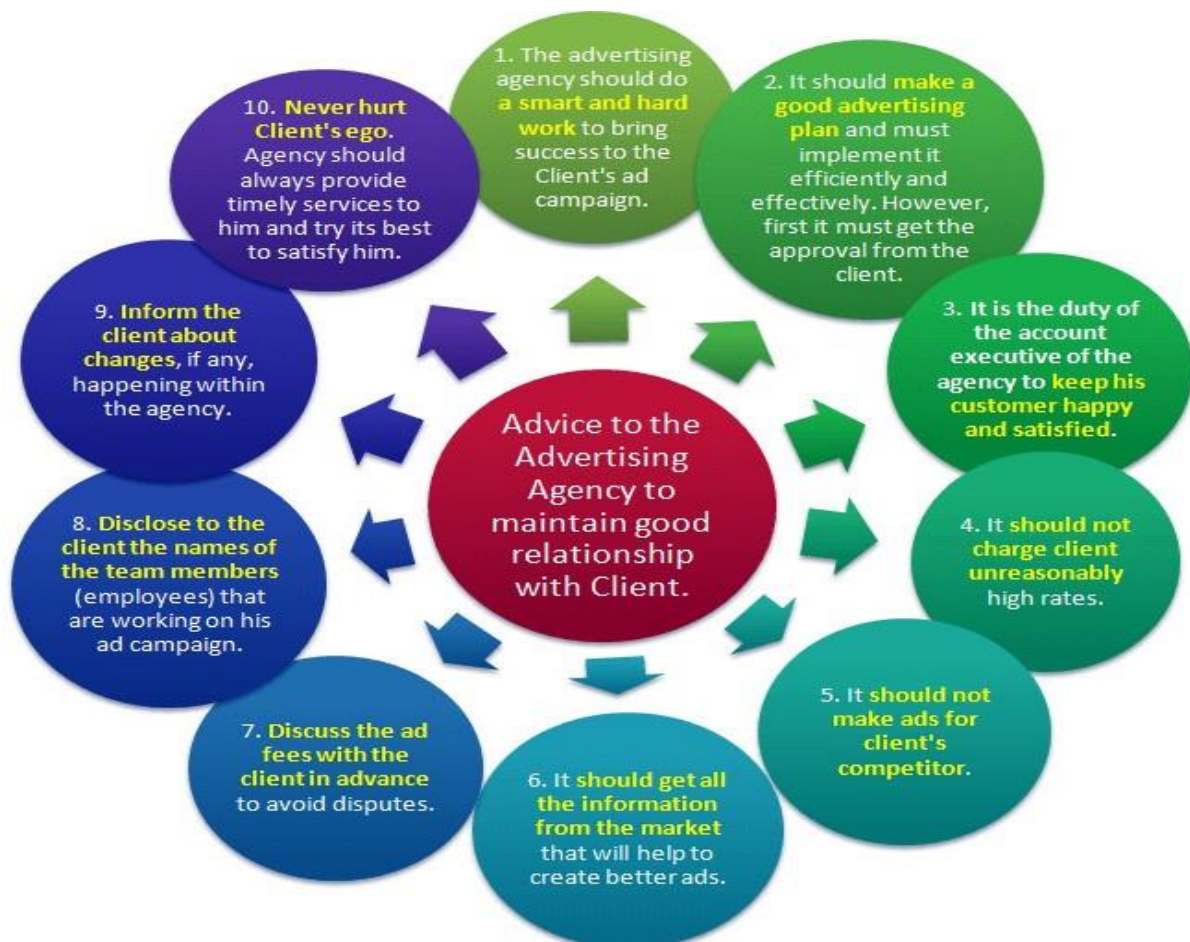 1. The advertising
agency should do
a smart and hard
work to bring
success to the
Client's ad
campaign.
2. It should make a
good advertising
plan and must
implement it
efficiently and
effectively. However,
first it must get the
approval from the
client.
3. It is the duty of
the account
executive of the
agency to keep his
customer happy
and satisfied.
4. It should not
charge client
unreasonably
high rates.
5. It should not
make ads for
client's
competitor.
6. It should get all
the information
from the market
that will help to
create better ads.
7. Discuss the ad
fees with the
client in advance
to avoid disputes.
8. Disclose to the
client the names of
the team members
(employees) that
are working on his
ad campaign.
9. Inform the
client about
changes, if any,
happening within
the agency.
10. Never hurt
Client's ego.
Agency should
always provide
timely services to
him and try its best
to satisfy him.
Advice to the
Advertising
Agency to
maintain good
relationship
with Client.